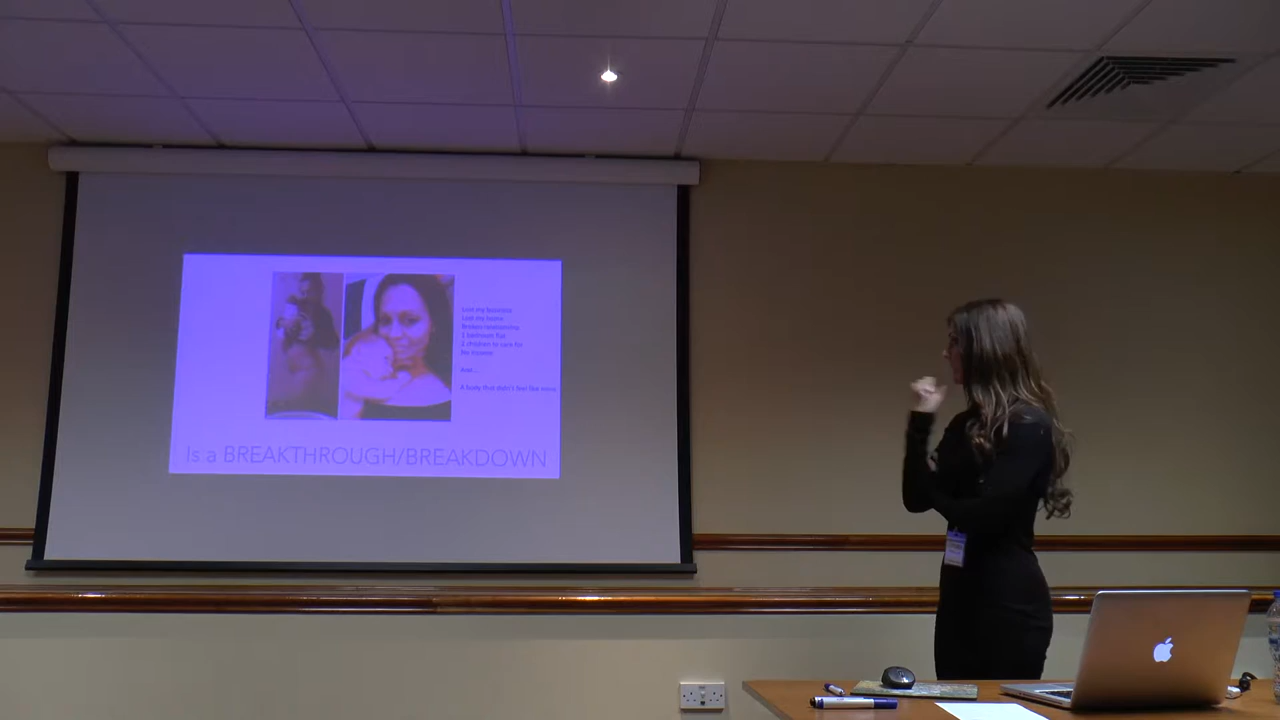 Lost my business
Lost my home
Broken relationship
1 bedroom flat
2 children to care for
No income
And...
A body that didn't feel like mine
Is a BREAKTHROUGH/BREAKDOWN